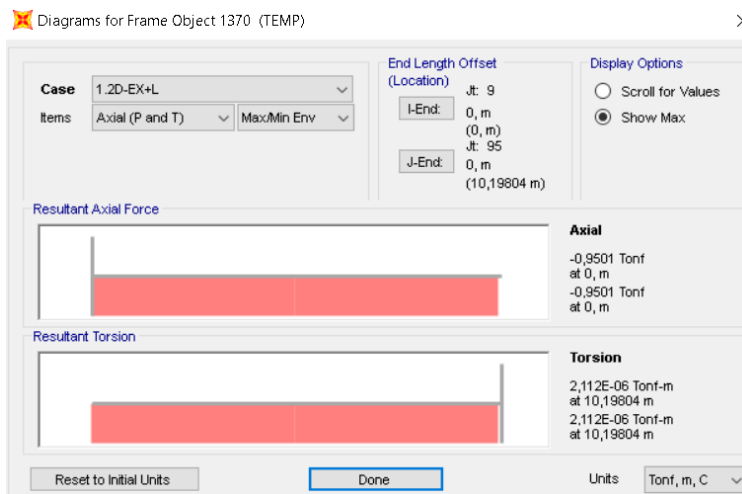 Diagrams for Frame Object 1370 (TEMP)
Case 1.2D-EX+L
Items Axial (P and T) Max/Min Env
End Length Offset
(Location)
Jt: 9
I-End: 0, m
(0, m)
Jt: 95
J-End: 0, m
(10,19804 m)
Display Options
Scroll for Values
Show Max
Resultant Axial Force
Axial
-0,9501 Tonf
at 0, m
-0,9501 Tonf
at 0, m
Resultant Torsion
Torsion
2,112E-06 Tonf-m
at 10,19804 m
2,112E-06 Tonf-m
at 10,19804 m
Reset to Initial Units Done Units Tonf, m, C